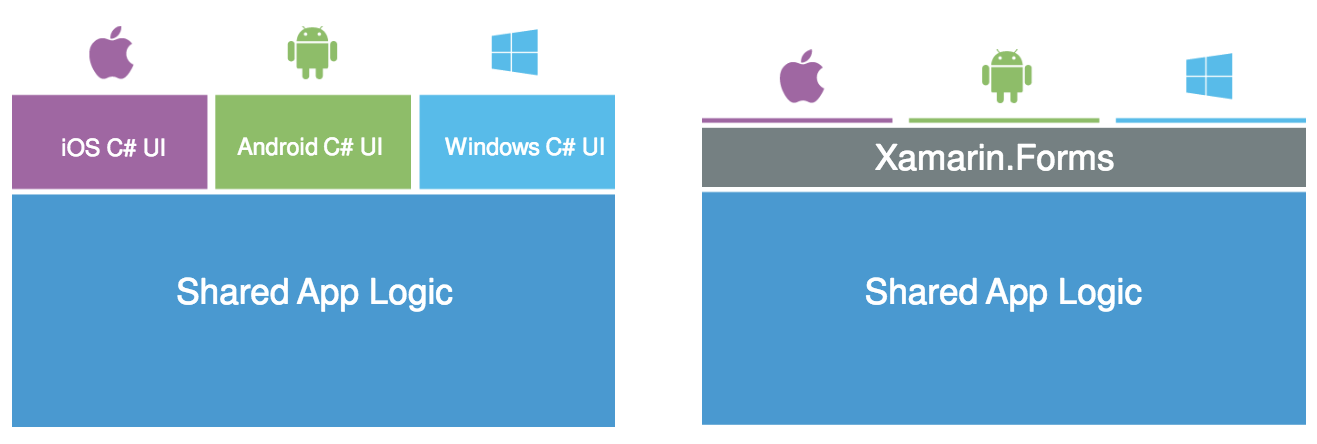 iOS C# UI
Android C# UI
Windows C# UI
Shared App Logic
Xamarin.Forms
Shared App Logic